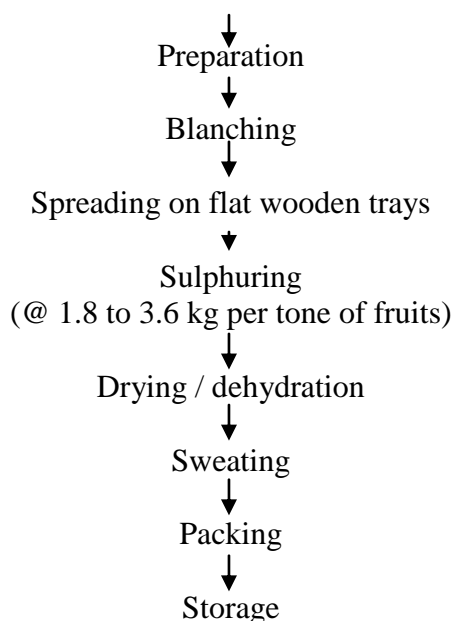 Preparation
Blanching
Spreading on flat wooden trays
Sulphuring
(@ 1.8 to 3.6 kg per tone of fruits)
Drying / dehydration
Sweating
Packing
Storage